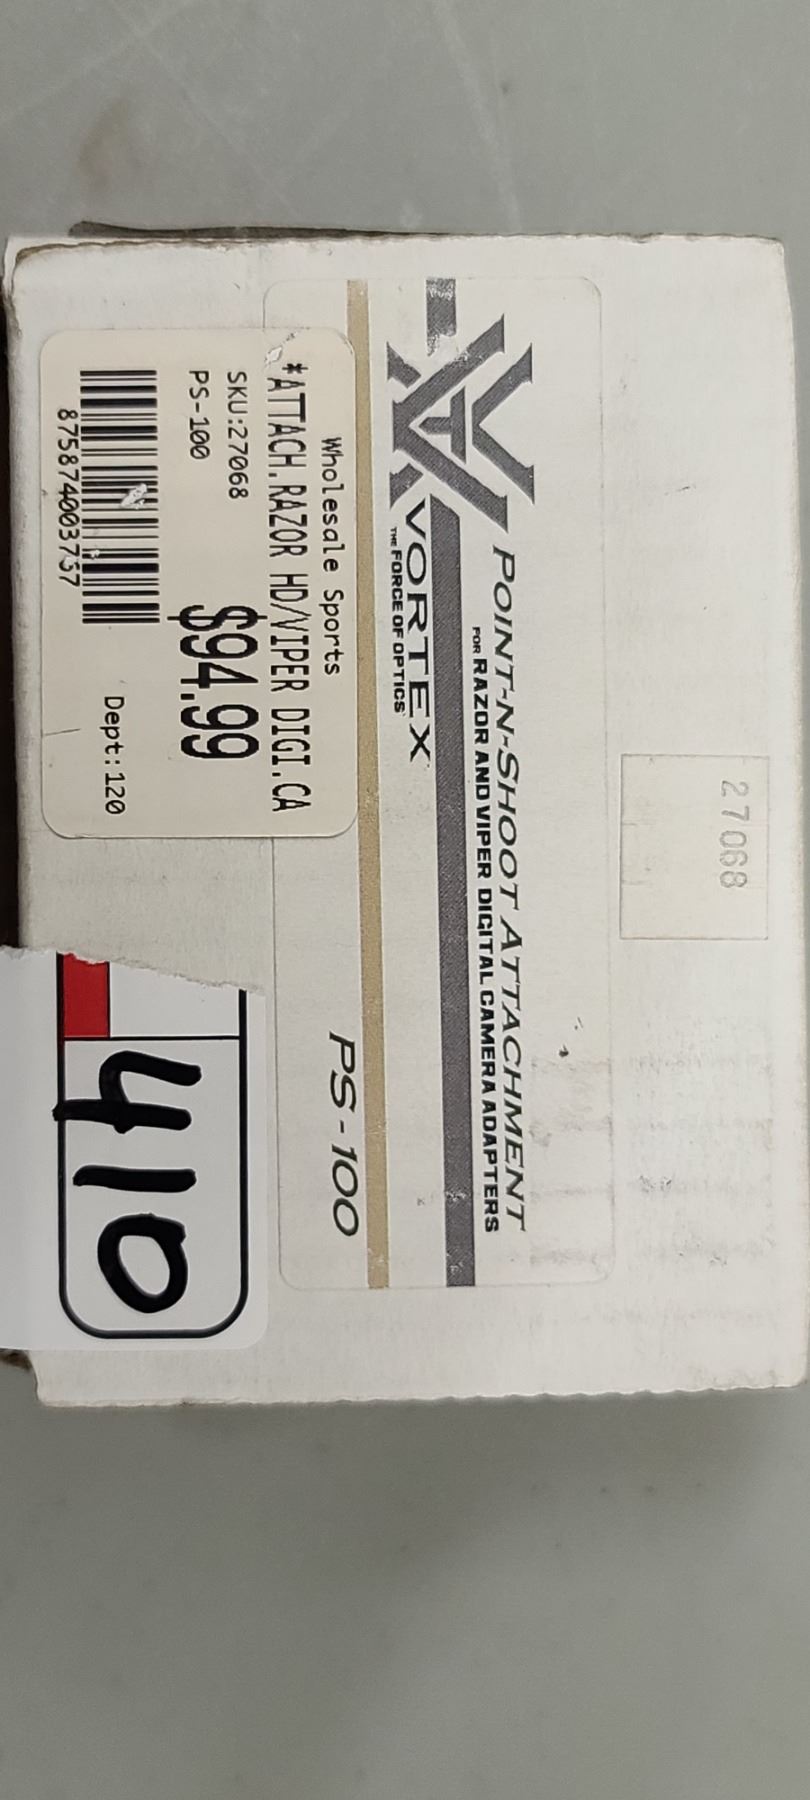 27068
POINT-N-SHOOT ATTACHMENT
FOR RAZOR AND VIPER DIGITAL CAMERA ADAPTERS
VORTEX
THE FORCE OF OPTICS
PS-100
Wholesale Sports
*ATTACH.RAZOR HD/VIPER DIGI.CA
SKU:27068
PS-100
$94.99
875874003757
Dept:120
410